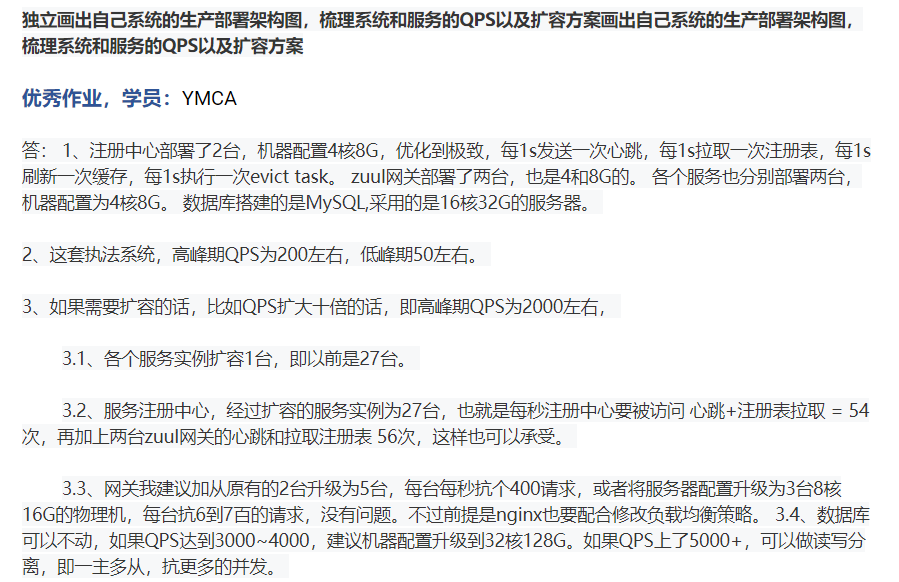 独立画出自己系统的生产部署架构图，梳理系统和服务的QPS以及扩容方案画出自己系统的生产部署架构图，
梳理系统和服务的QPS以及扩容方案
优秀作业，学员：YMCA
答： 1、注册中心部署了2台，机器配置4核8G，优化到极致，每1s发送一次心跳，每1s拉取一次注册表，每1s
刷新一次缓存，每1s执行一次evict task。 zuul网关部署了两台，也是4和8G的。 各个服务也分别部署两台，
机器配置为4核8G。 数据库搭建的是MySQL,采用的是16核32G的服务器。
2、这套执法系统，高峰期QPS为200左右，低峰期50左右。
3、如果需要扩容的话，比如QPS扩大十倍的话，即高峰期QPS为2000左右，
3.1、各个服务实例扩容1台，即以前是27台。
3.2、服务注册中心，经过扩容的服务实例为27台，也就是每秒注册中心要被访问 心跳+注册表拉取 = 54
次，再加上两台zuul网关的心跳和拉取注册表 56次，这样也可以承受。
3.3、网关我建议加从原有的2台升级为5台，每台每秒抗个400请求，或者将服务器配置升级为3台8核
16G的物理机，每台抗6到7百的请求，没有问题。不过前提是nginx也要配合修改负载均衡策略。 3.4、数据库
可以不动，如果QPS达到3000~4000，建议机器配置升级到32核128G。如果QPS上了5000+，可以做读写分
离，即一主多从，抗更多的并发。